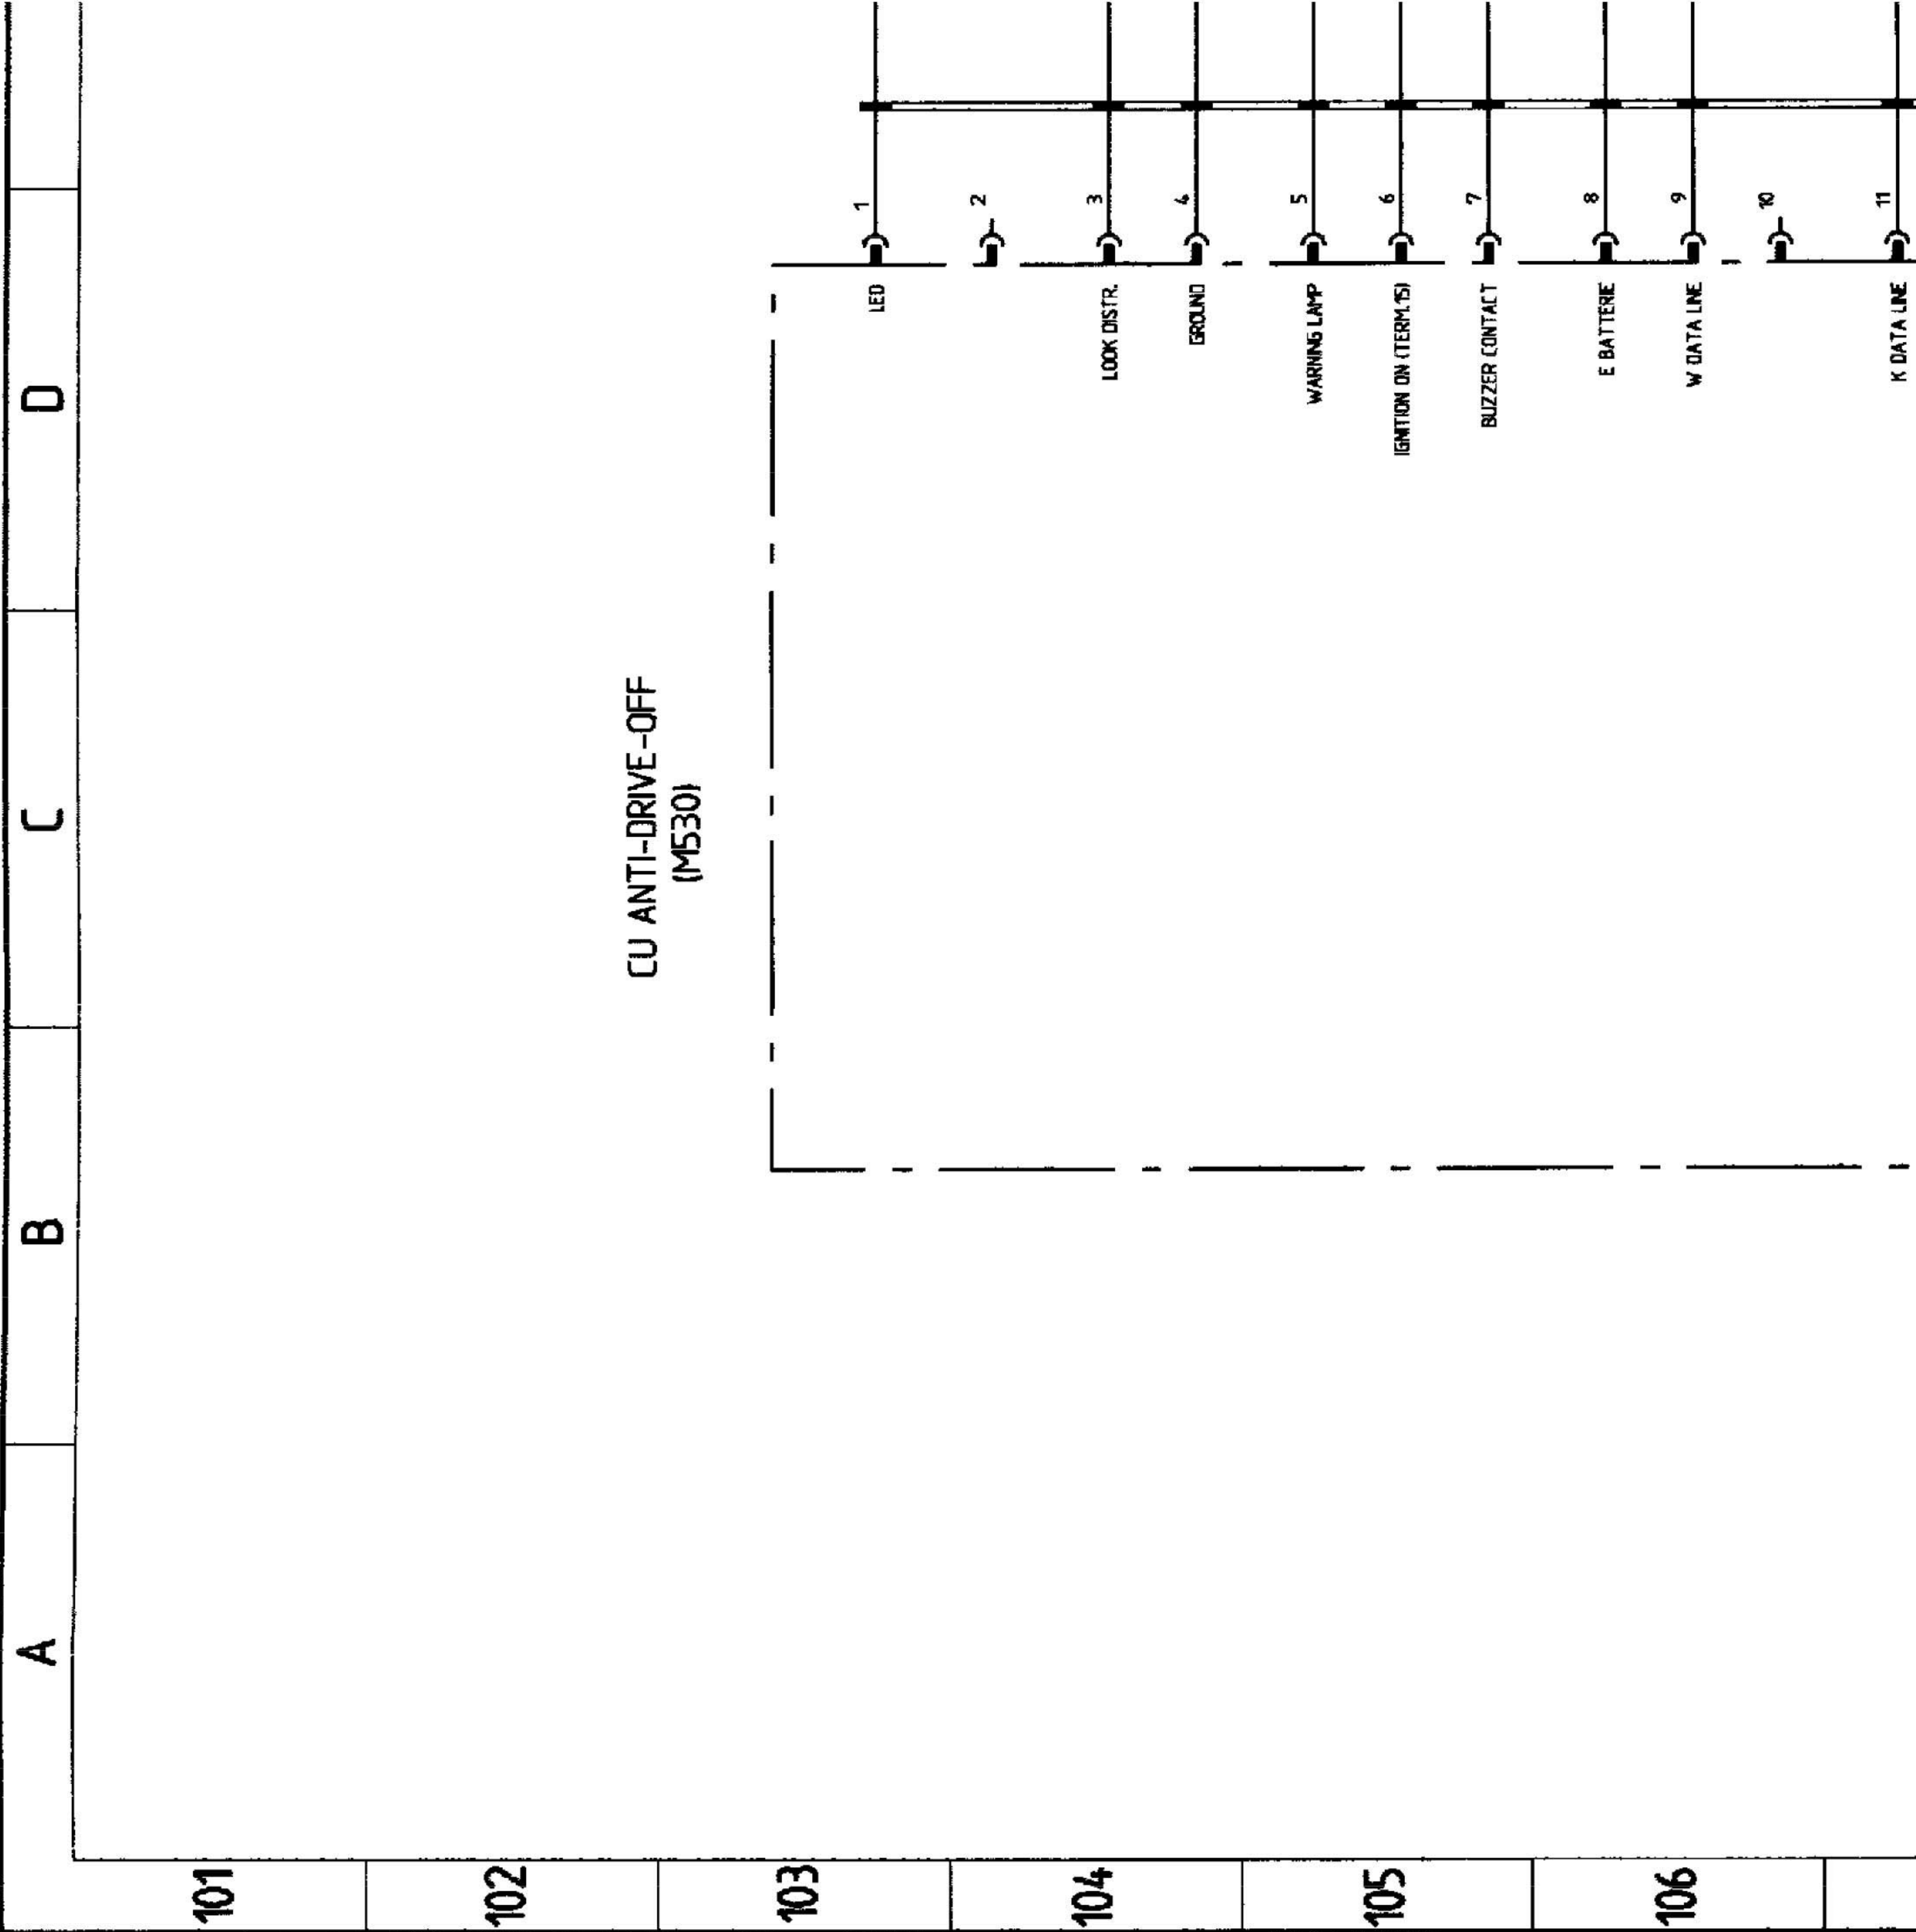 A
B
C
D
101
102
103
104
105
106
CU ANTI-DRIVE-OFF
(M530)
1
LED
2
3
LOOK DISTR.
4
GROUND
5
WARNING LAMP
6
IGNITION ON (TERM.15)
7
BUZZER CONTACT
8
E BATTERIE
9
W DATA LINE
10
11
K DATA LINE